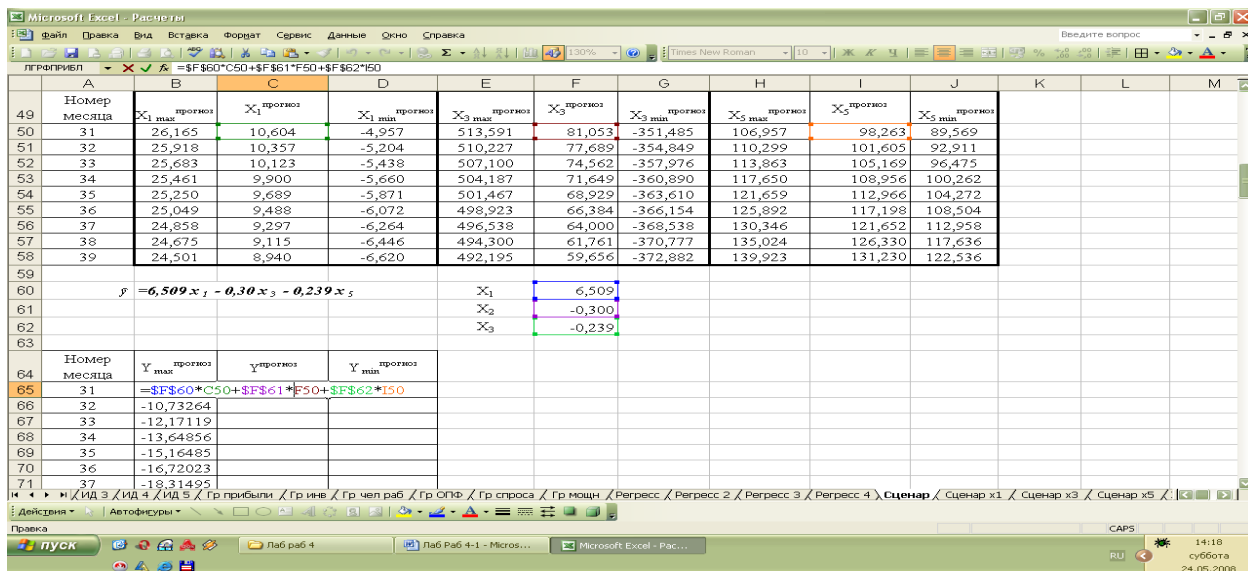 Microsoft Excel - Расчеты
Файл Правка Вид Вставка Формат Сервис Данные Окно Справка Введите вопрос
130% Times New Roman 10 Ж К Ч
ЛГРФПРИБЛ =$F$60*C50+$F$61*F50+$F$62*I50
A B C D E F G H I J K L M
49 Номер месяца X1 max прогноз X1 прогноз X1 min прогноз X3 max прогноз X3 прогноз X3 min прогноз X5 max прогноз X5 прогноз X5 min прогноз
50 31 26,165 10,604 -4,957 513,591 81,053 -351,485 106,957 98,263 89,569
51 32 25,918 10,357 -5,204 510,227 77,689 -354,849 110,299 101,605 92,911
52 33 25,683 10,123 -5,438 507,100 74,562 -357,976 113,863 105,169 96,475
53 34 25,461 9,900 -5,660 504,187 71,649 -360,890 117,650 108,956 100,262
54 35 25,250 9,689 -5,871 501,467 68,929 -363,610 121,659 112,966 104,272
55 36 25,049 9,488 -6,072 498,923 66,384 -366,154 125,892 117,198 108,504
56 37 24,858 9,297 -6,264 496,538 64,000 -368,538 130,346 121,652 112,958
57 38 24,675 9,115 -6,446 494,300 61,761 -370,777 135,024 126,330 117,636
58 39 24,501 8,940 -6,620 492,195 59,656 -372,882 139,923 131,230 122,536
59
60 ŷ =6,509x1 - 0,30x3 - 0,239x5 X1 6,509
61 X2 -0,300
62 X3 -0,239
63
64 Номер месяца Y max прогноз Yпрогноз Y min прогноз
65 31 =$F$60*C50+$F$61*F50+$F$62*I50
66 32 -10,73264
67 33 -12,17119
68 34 -13,64856
69 35 -15,16485
70 36 -16,72023
71 37 -18,31495
ИД 3 / ИД 4 / ИД 5 / Гр прибыли / Гр инв / Гр чел раб / Гр ОПФ / Гр спроса / Гр мощн / Регресс / Регресс 2 / Регресс 3 / Регресс 4 \ Сценар / Сценар x1 / Сценар x3 / Сценар x5 /
Действия Автофигуры
Правка CAPS
пуск Лаб раб 4 Лаб Раб 4-1 - Micros... Microsoft Excel - Рас... RU 14:18
суббота
24.05.2008